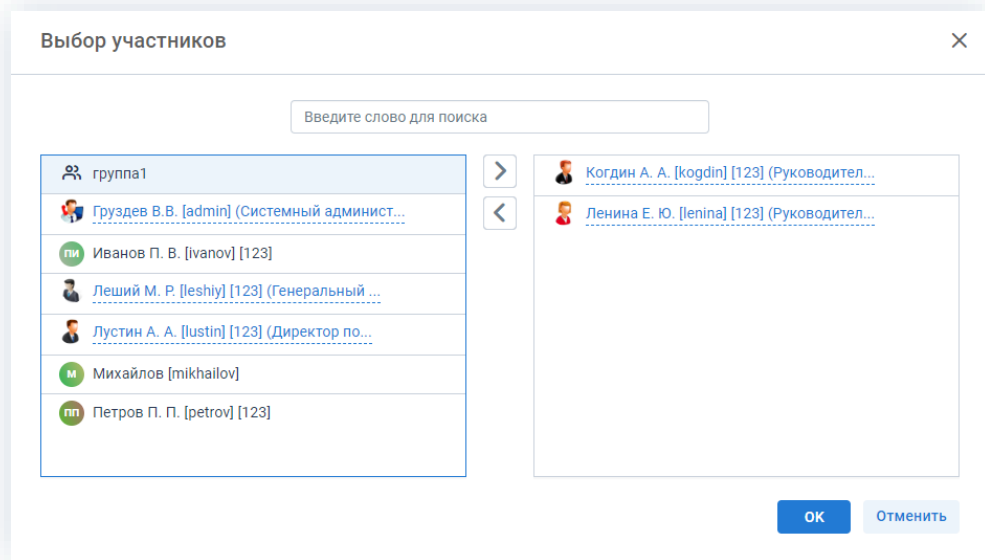 Выбор участников
Введите слово для поиска
группа1
Груздев В.В. [admin] (Системный админист...
ПИ Иванов П. В. [ivanov] [123]
Леший М. Р. [leshiy] [123] (Генеральный ...
Лустин А. А. [lustin] [123] (Директор по...
М Михайлов [mikhailov]
ПП Петров П. П. [petrov] [123]
Когдин А. А. [kogdin] [123] (Руководител...
Ленина Е. Ю. [lenina] [123] (Руководител...
ОК Отменить